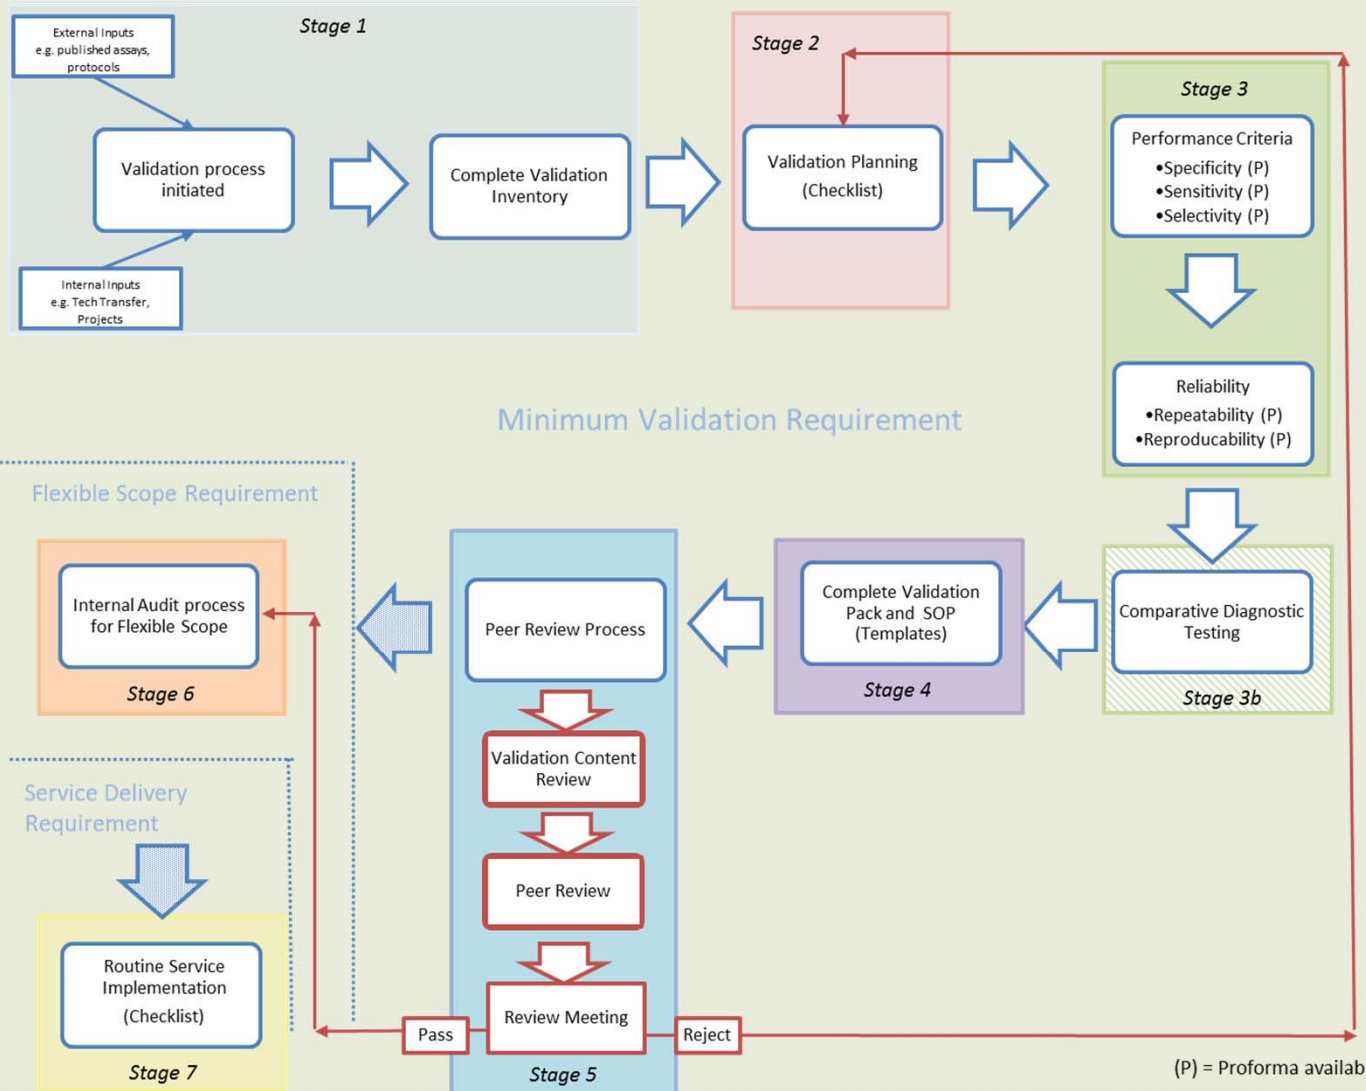 Stage 1
External Inputs
e.g. published assays,
protocols
Validation process
initiated
Internal Inputs
e.g. Tech Transfer,
Projects
Complete Validation
Inventory
Stage 2
Validation Planning
(Checklist)
Stage 3
Performance Criteria
•Specificity (P)
•Sensitivity (P)
•Selectivity (P)
Reliability
•Repeatability (P)
•Reproducability (P)
Minimum Validation Requirement
Comparative Diagnostic
Testing
Stage 3b
Complete Validation
Pack and SOP
(Templates)
Stage 4
Peer Review Process
Validation Content
Review
Peer Review
Review Meeting
Stage 5
Pass
Reject
Flexible Scope Requirement
Internal Audit process
for Flexible Scope
Stage 6
Service Delivery
Requirement
Routine Service
Implementation
(Checklist)
Stage 7
(P) = Proforma availab